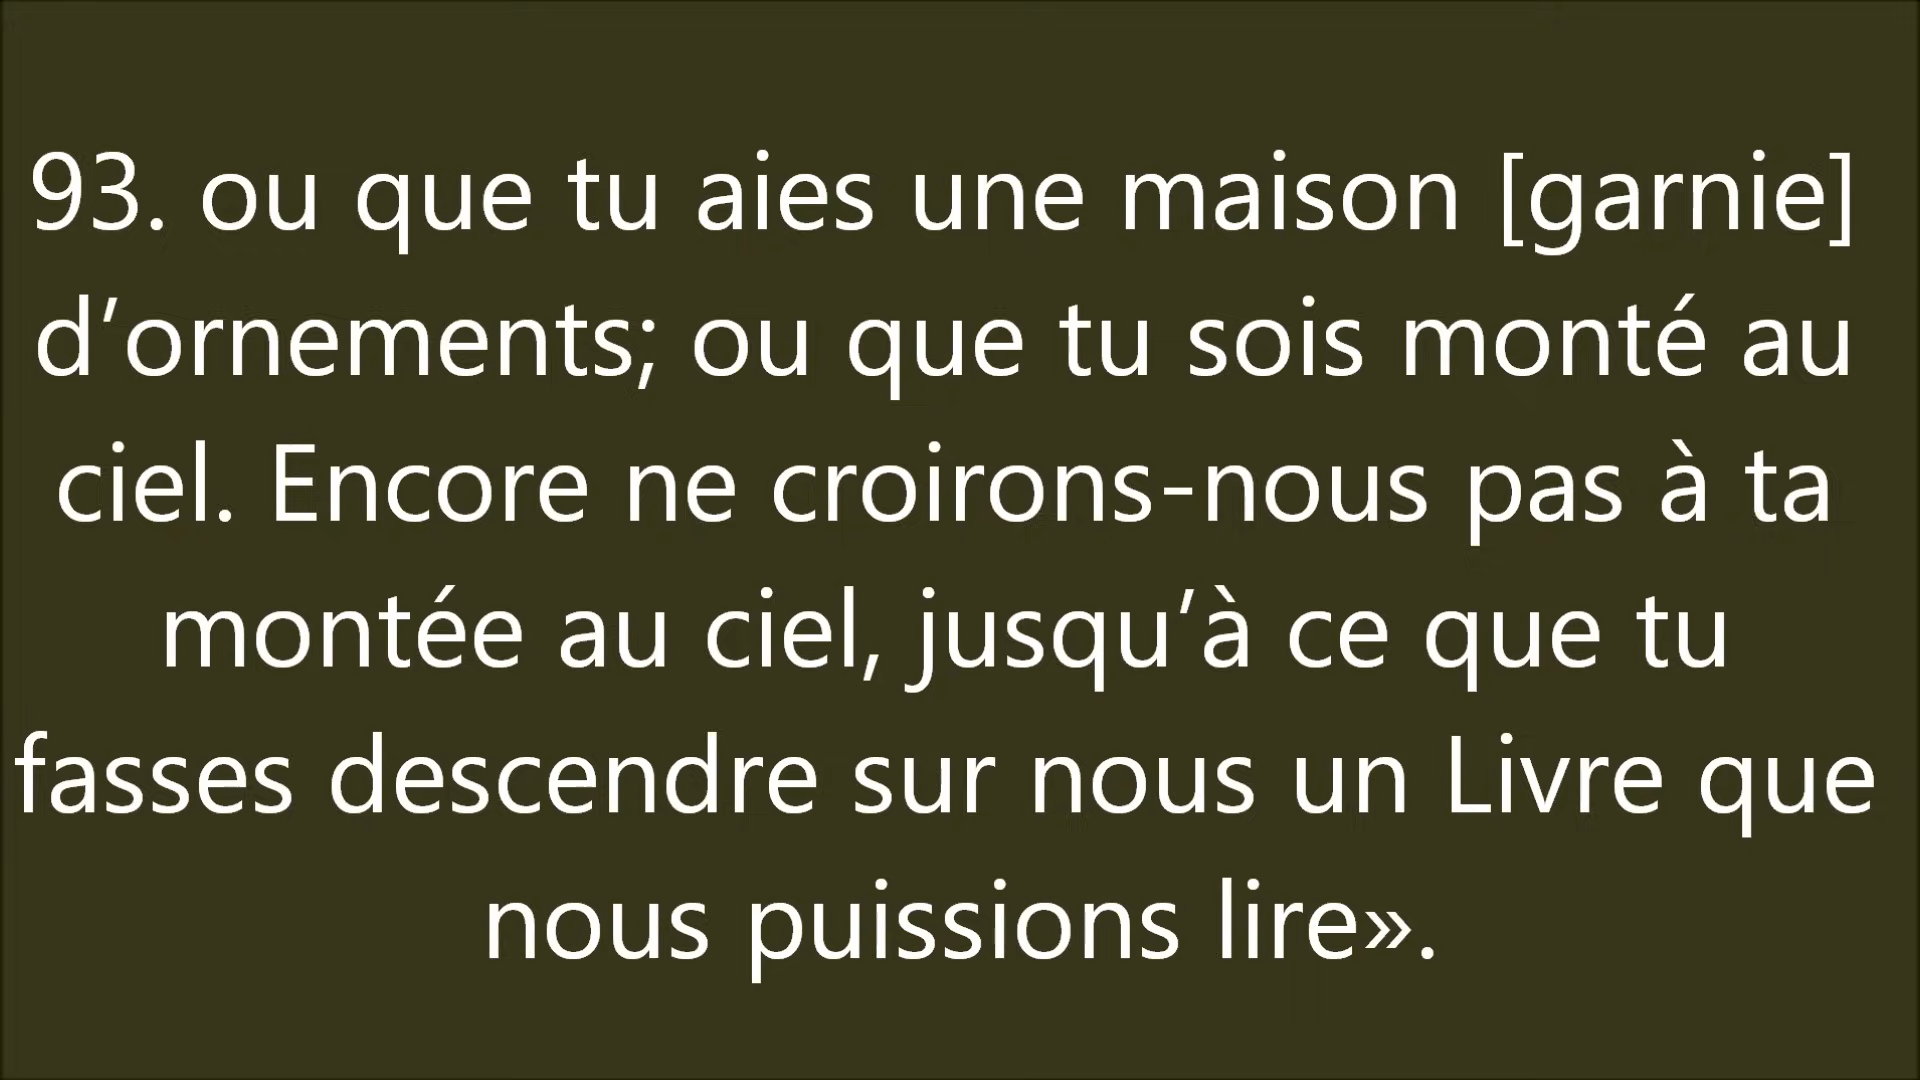 93. ou que tu aies une maison [garnie]
d’ornements; ou que tu sois monté au
ciel. Encore ne croirons-nous pas à ta
montée au ciel, jusqu’à ce que tu
fasses descendre sur nous un Livre que
nous puissions lire».